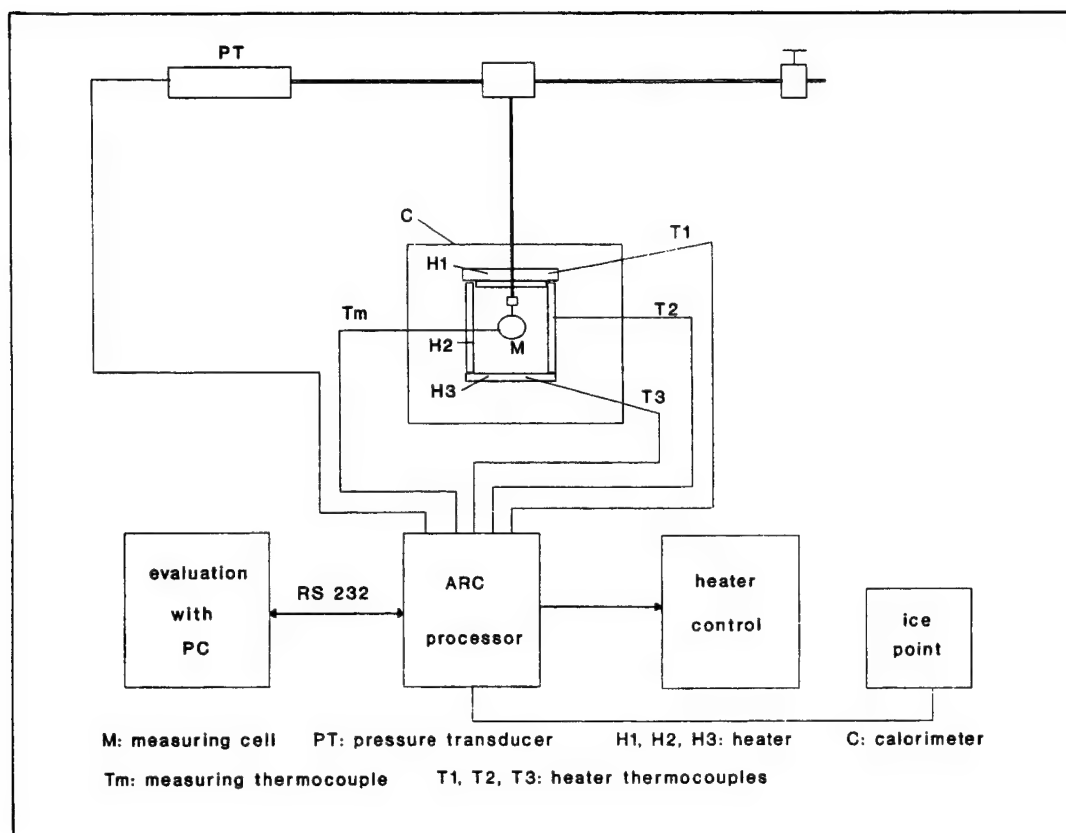 PT
C
T1
H1
Tm
T2
H2
M
H3
T3
evaluation
with
PC
RS 232
ARC
processor
heater
control
ice
point
M: measuring cell PT: pressure transducer H1, H2, H3: heater C: calorimeter
Tm: measuring thermocouple T1, T2, T3: heater thermocouples